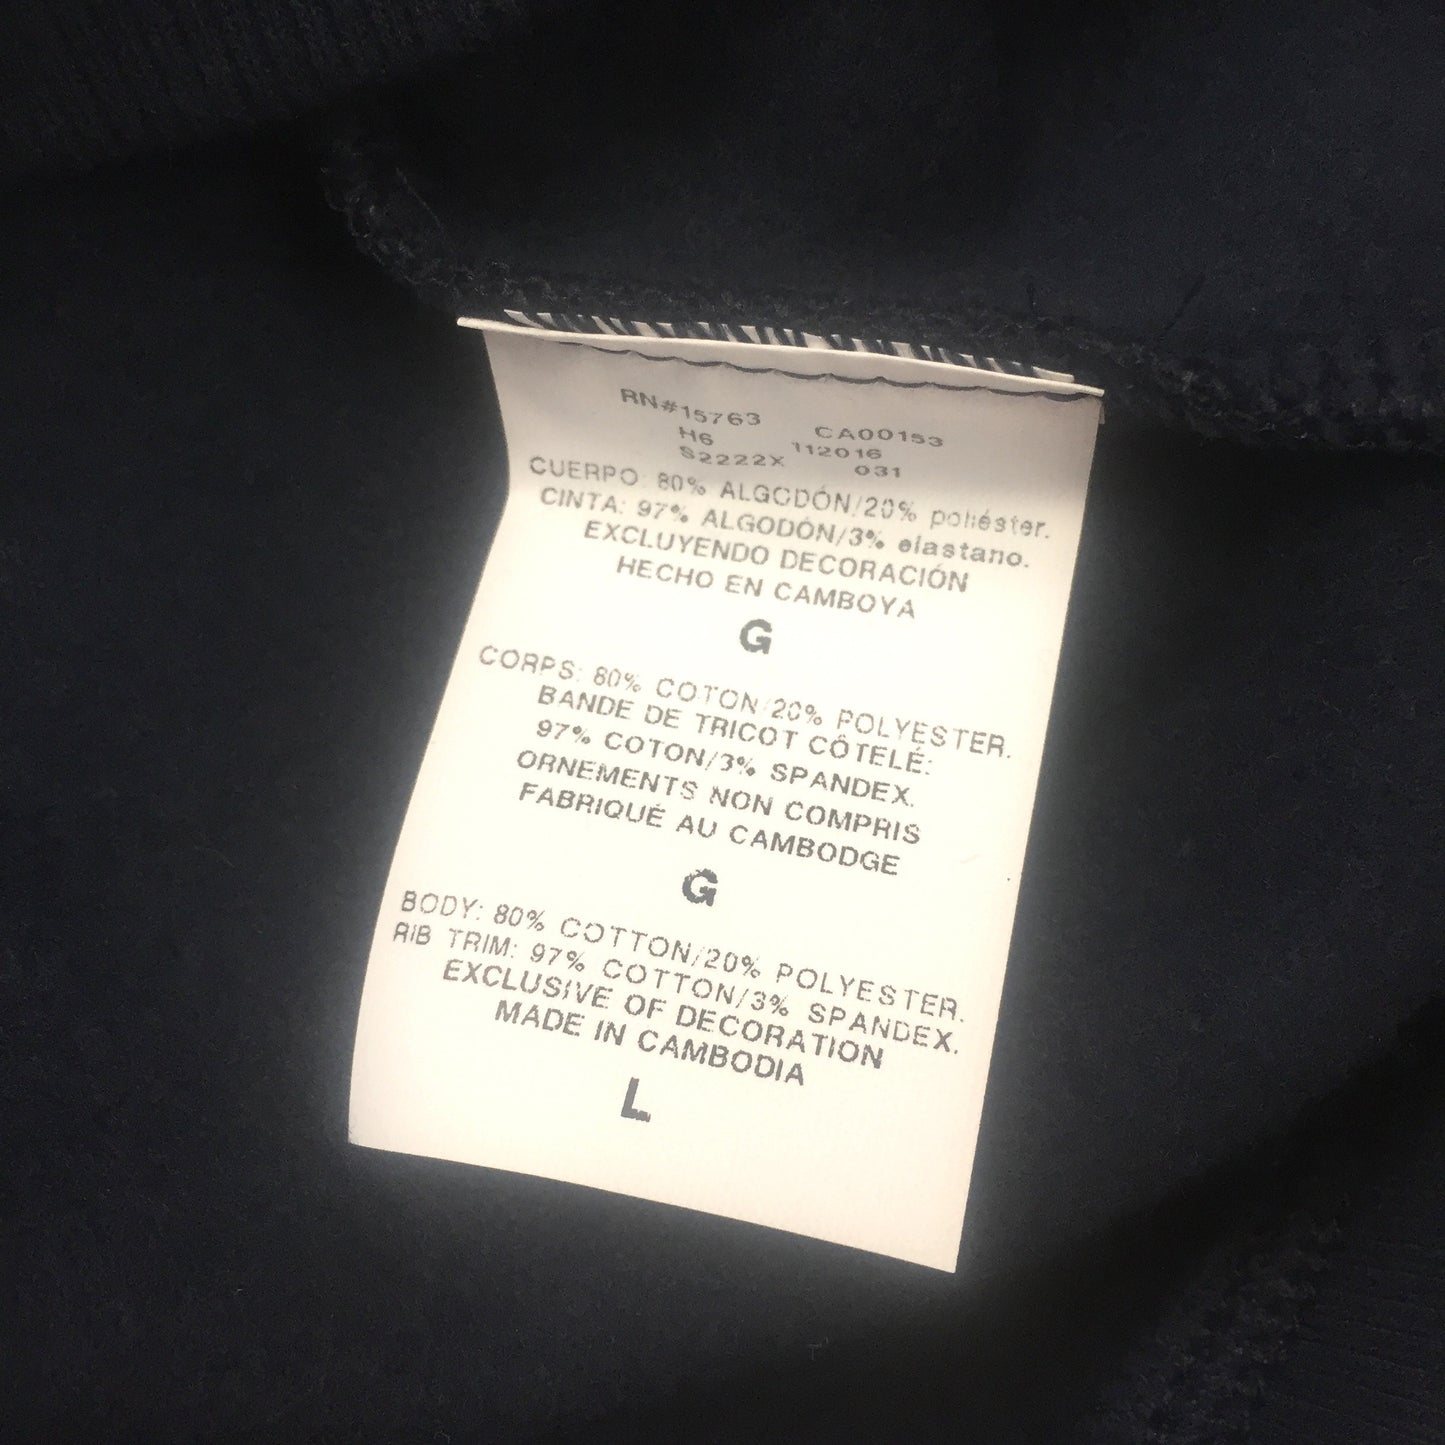 RN#15763 CA00153
H6 112016
S2222X 031
CUERPO: 80% ALGODÓN/20% poliéster.
CINTA: 97% ALGODÓN/3% elastano.
EXCLUYENDO DECORACIÓN
HECHO EN CAMBOYA
G
CORPS: 80% COTON/20% POLYESTER.
BANDE DE TRICOT CÔTELÉ:
97% COTON/3% SPANDEX.
ORNEMENTS NON COMPRIS
FABRIQUÉ AU CAMBODGE
G
BODY: 80% COTTON/20% POLYESTER.
RIB TRIM: 97% COTTON/3% SPANDEX.
EXCLUSIVE OF DECORATION
MADE IN CAMBODIA
L